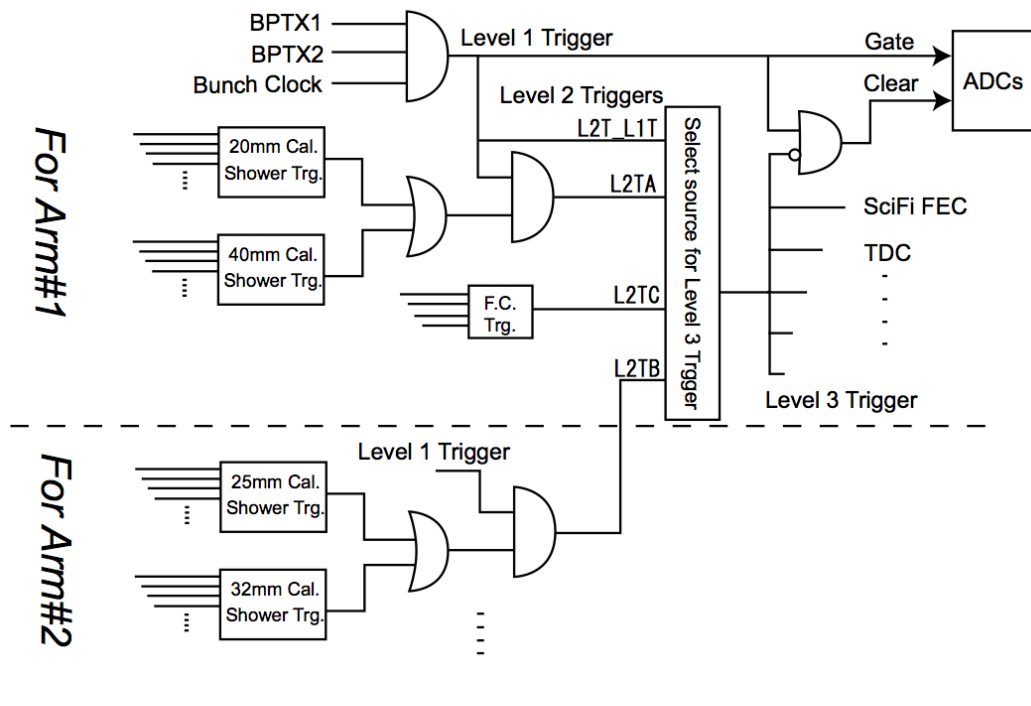 BPTX1
BPTX2
Bunch Clock
Level 1 Trigger
Gate
Clear
ADCs
Level 2 Triggers
L2T_L1T
L2TA
L2TC
L2TB
Select source for Level 3 Trgger
For Arm#1
20mm Cal.
Shower Trg.
40mm Cal.
Shower Trg.
F.C.
Trg.
SciFi FEC
TDC
Level 3 Trigger
For Arm#2
Level 1 Trigger
25mm Cal.
Shower Trg.
32mm Cal.
Shower Trg.